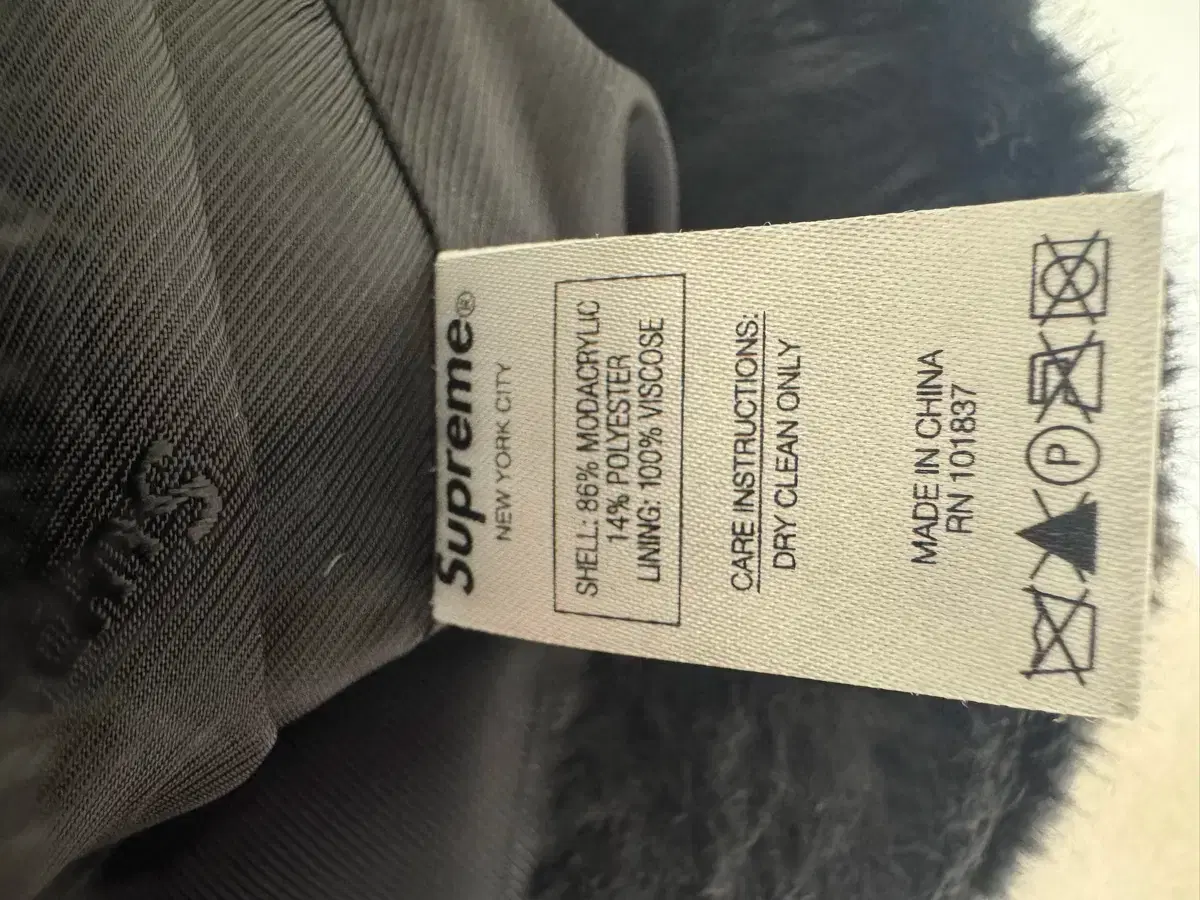 Supreme®
NEW YORK CITY
SHELL: 86% MODACRYLIC
14% POLYESTER
LINING: 100% VISCOSE
CARE INSTRUCTIONS:
DRY CLEAN ONLY
MADE IN CHINA
RN 101837
P